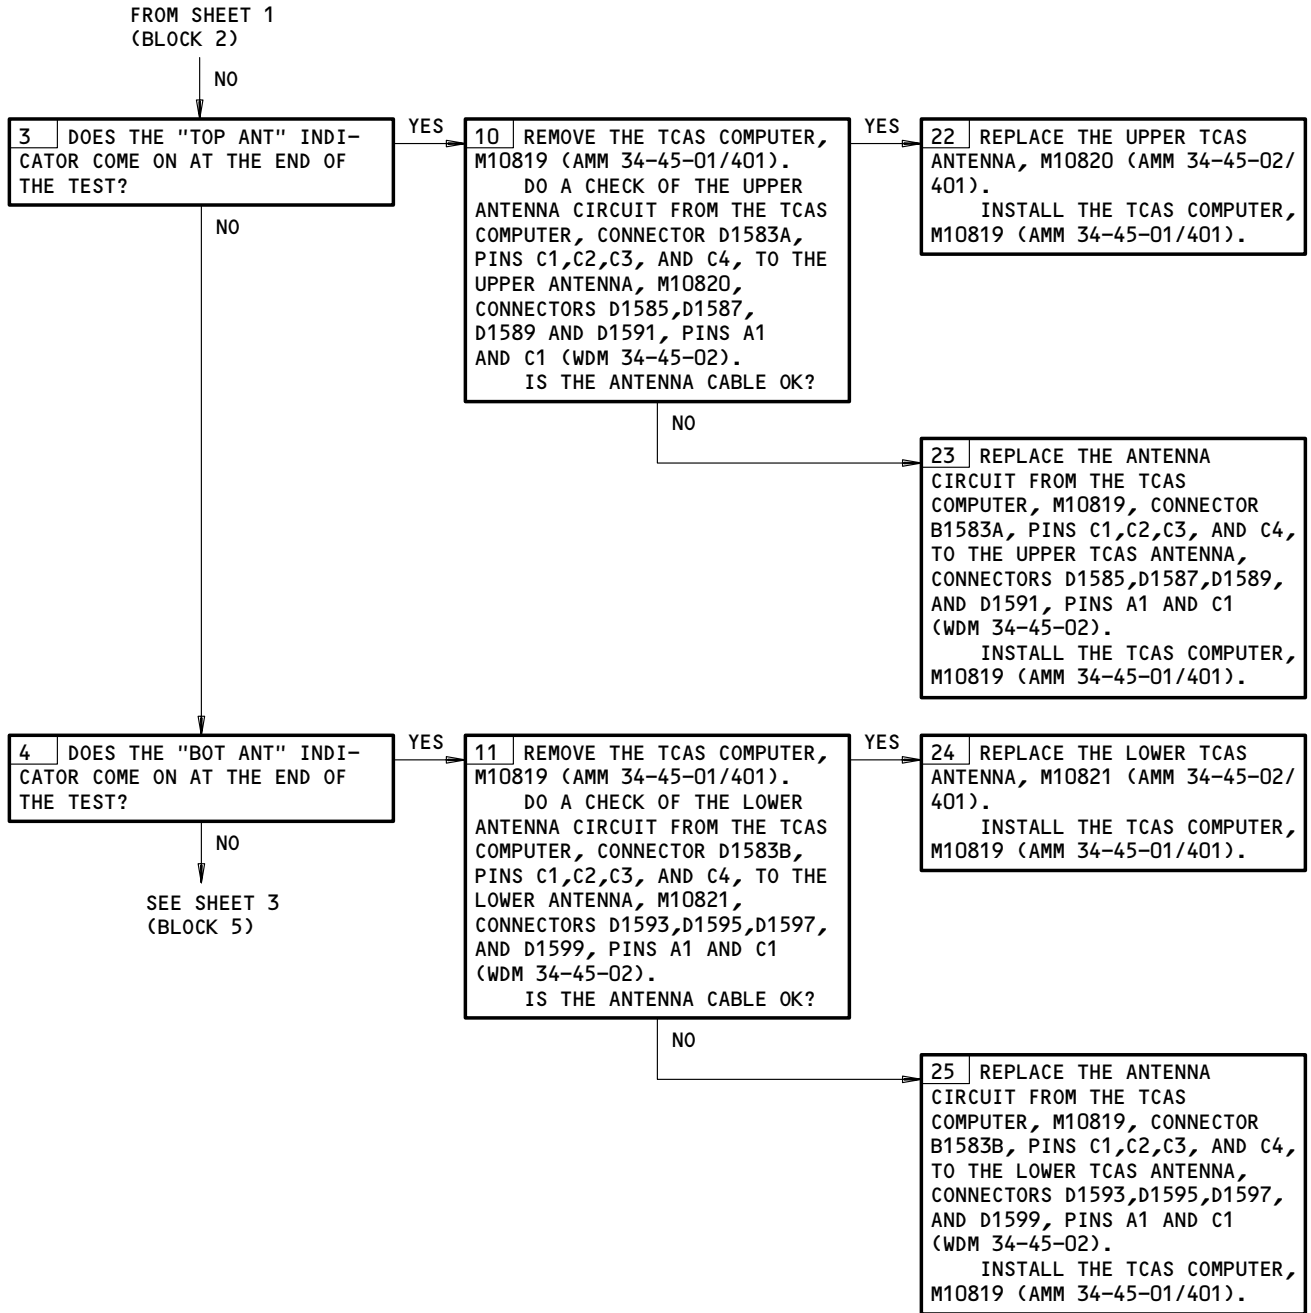 FROM SHEET 1
(BLOCK 2)
NO
3 DOES THE "TOP ANT" INDI-
CATOR COME ON AT THE END OF
THE TEST?
YES
10 REMOVE THE TCAS COMPUTER,
M10819 (AMM 34-45-01/401).
DO A CHECK OF THE UPPER
ANTENNA CIRCUIT FROM THE TCAS
COMPUTER, CONNECTOR D1583A,
PINS C1,C2,C3, AND C4, TO THE
UPPER ANTENNA, M10820,
CONNECTORS D1585,D1587,
D1589 AND D1591, PINS A1
AND C1 (WDM 34-45-02).
IS THE ANTENNA CABLE OK?
YES
22 REPLACE THE UPPER TCAS
ANTENNA, M10820 (AMM 34-45-02/
401).
INSTALL THE TCAS COMPUTER,
M10819 (AMM 34-45-01/401).
NO
NO
23 REPLACE THE ANTENNA
CIRCUIT FROM THE TCAS
COMPUTER, M10819, CONNECTOR
B1583A, PINS C1,C2,C3, AND C4,
TO THE UPPER TCAS ANTENNA,
CONNECTORS D1585,D1587,D1589,
AND D1591, PINS A1 AND C1
(WDM 34-45-02).
INSTALL THE TCAS COMPUTER,
M10819 (AMM 34-45-01/401).
4 DOES THE "BOT ANT" INDI-
CATOR COME ON AT THE END OF
THE TEST?
YES
11 REMOVE THE TCAS COMPUTER,
M10819 (AMM 34-45-01/401).
DO A CHECK OF THE LOWER
ANTENNA CIRCUIT FROM THE TCAS
COMPUTER, CONNECTOR D1583B,
PINS C1,C2,C3, AND C4, TO THE
LOWER ANTENNA, M10821,
CONNECTORS D1593,D1595,D1597,
AND D1599, PINS A1 AND C1
(WDM 34-45-02).
IS THE ANTENNA CABLE OK?
YES
24 REPLACE THE LOWER TCAS
ANTENNA, M10821 (AMM 34-45-02/
401).
INSTALL THE TCAS COMPUTER,
M10819 (AMM 34-45-01/401).
NO
SEE SHEET 3
(BLOCK 5)
NO
25 REPLACE THE ANTENNA
CIRCUIT FROM THE TCAS
COMPUTER, M10819, CONNECTOR
B1583B, PINS C1,C2,C3, AND C4,
TO THE LOWER TCAS ANTENNA,
CONNECTORS D1593,D1595,D1597,
AND D1599, PINS A1 AND C1
(WDM 34-45-02).
INSTALL THE TCAS COMPUTER,
M10819 (AMM 34-45-01/401).